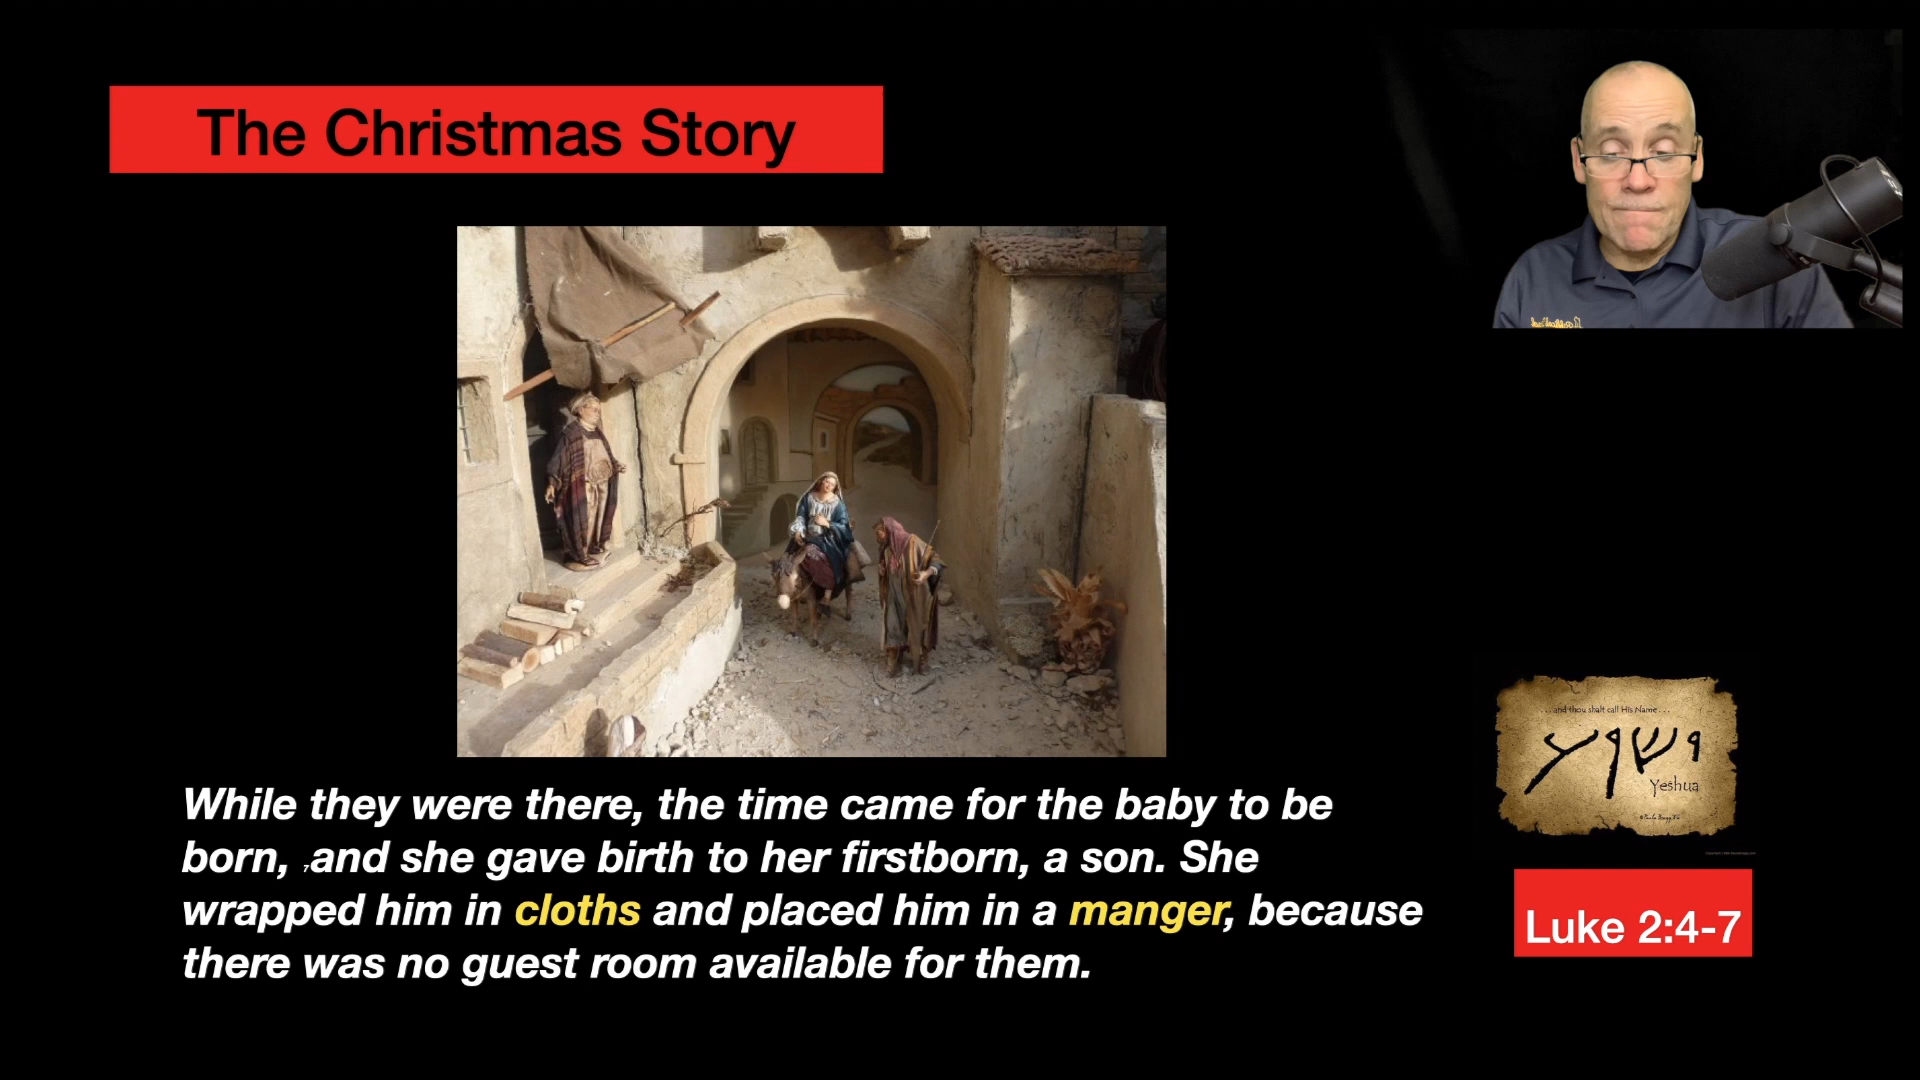 The Christmas Story
While they were there, the time came for the baby to be
born, 7and she gave birth to her firstborn, a son. She
wrapped him in cloths and placed him in a manger, because
there was no guest room available for them.
. . . and thou shalt call His Name . . .
ישוע
Yeshua
Luke 2:4-7